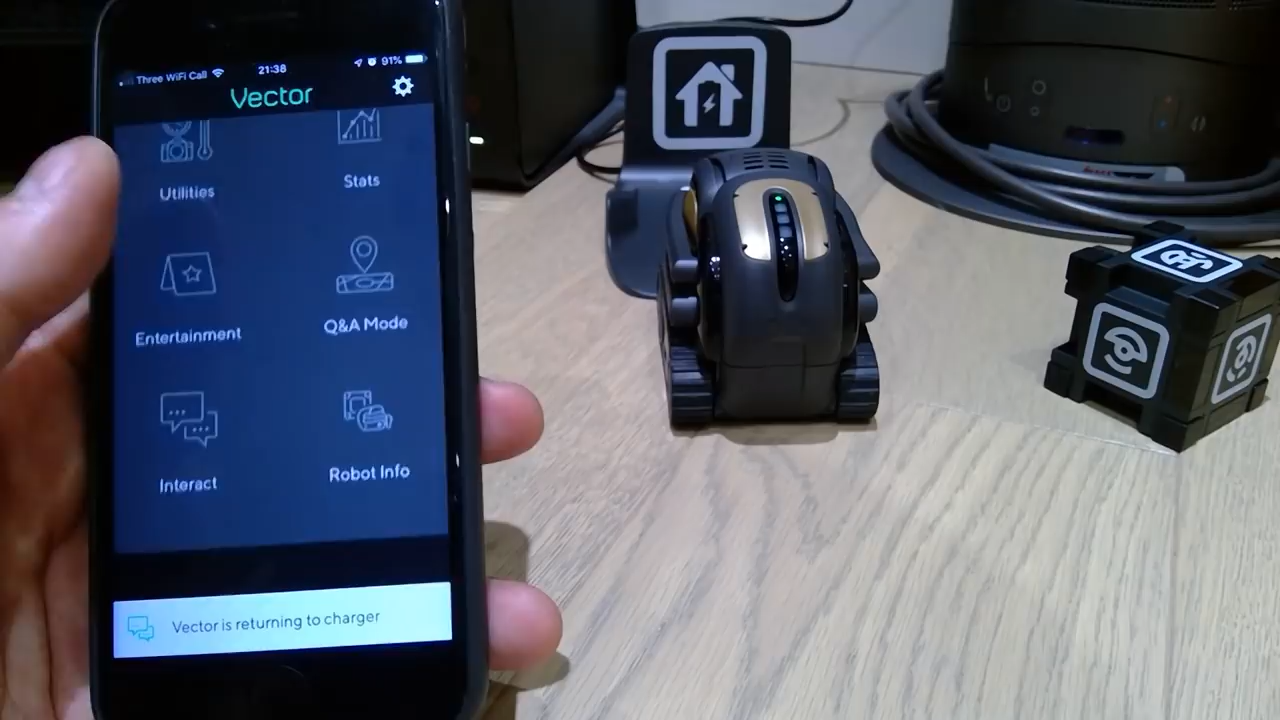 Three WiFi Call
21:38
91%
Vector
Utilities
Stats
Entertainment
Q&A Mode
Interact
Robot Info
Vector is returning to charger